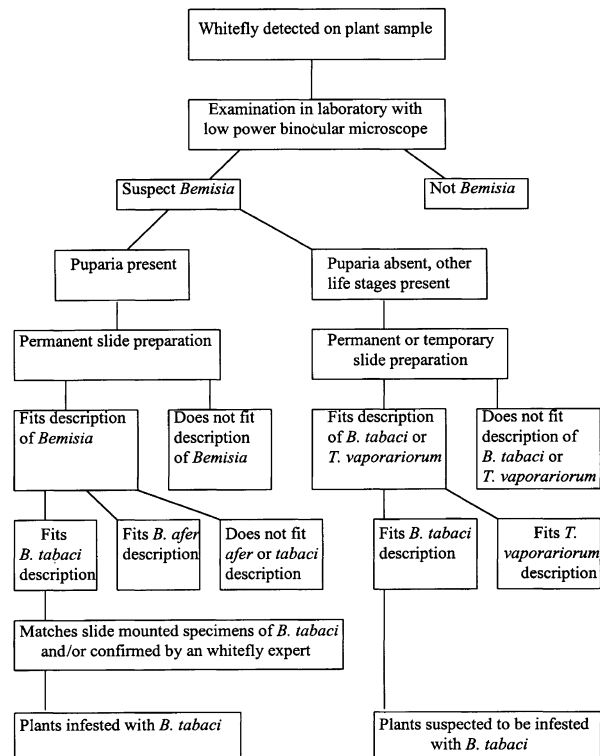 Whitefly detected on plant sample
Examination in laboratory with
low power binocular microscope
Suspect Bemisia
Not Bemisia
Puparia present
Puparia absent, other
life stages present
Permanent slide preparation
Permanent or temporary
slide preparation
Fits description
of Bemisia
Does not fit
description
of Bemisia
Fits description
of B. tabaci or
T. vaporariorum
Does not fit
description of
B. tabaci or
T. vaporariorum
Fits
B. tabaci
description
Fits B. afer
description
Does not fit
afer or tabaci
description
Fits B. tabaci
description
Fits T.
vaporariorum
description
Matches slide mounted specimens of B. tabaci
and/or confirmed by an whitefly expert
Plants infested with B. tabaci
Plants suspected to be infested
with B. tabaci